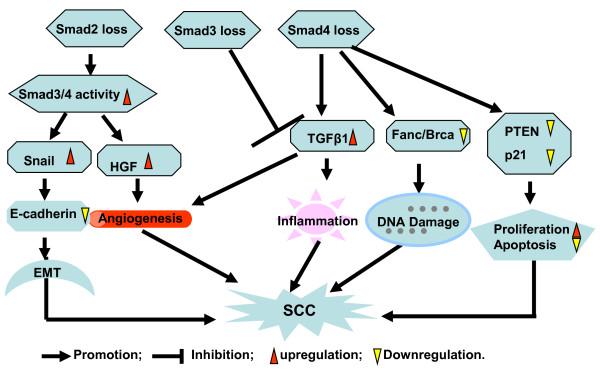 Smad2 loss
Smad3 loss
Smad4 loss
Smad3/4 activity
Snail
HGF
TGFβ1
Fanc/Brca
PTEN
p21
E-cadherin
Angiogenesis
Inflammation
DNA Damage
Proliferation
Apoptosis
EMT
SCC
Promotion; Inhibition; upregulation; Downregulation.